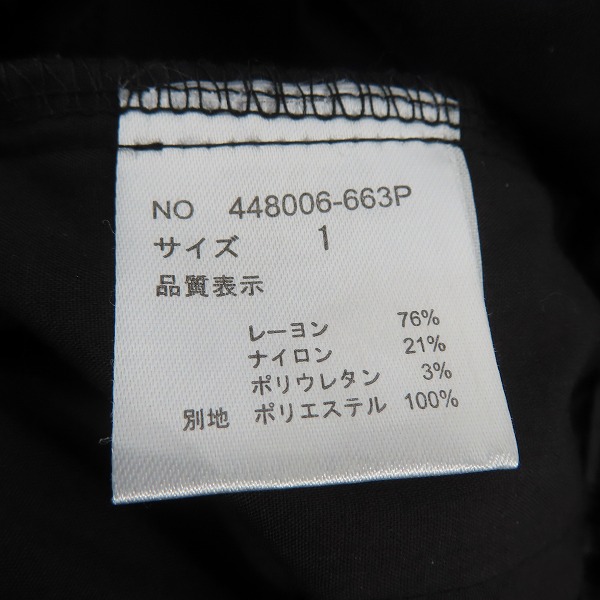 NO 448006-663P
サイズ 1
品質表示
レーヨン 76%
ナイロン 21%
ポリウレタン 3%
別地 ポリエステル 100%